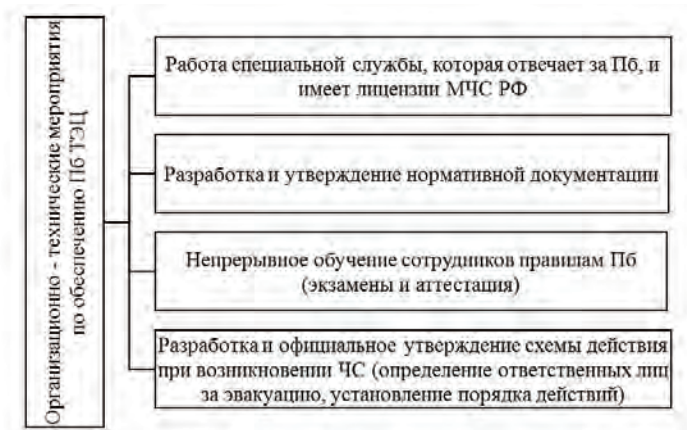 Организационно - технические мероприятия
по обеспечению Пб ТЭЦ
Работа специальной службы, которая отвечает за Пб, и
имеет лицензии МЧС РФ
Разработка и утверждение нормативной документации
Непрерывное обучение сотрудников правилам Пб
(экзамены и аттестация)
Разработка и официальное утверждение схемы действия
при возникновении ЧС (определение ответственных лиц
за эвакуацию, установление порядка действий)